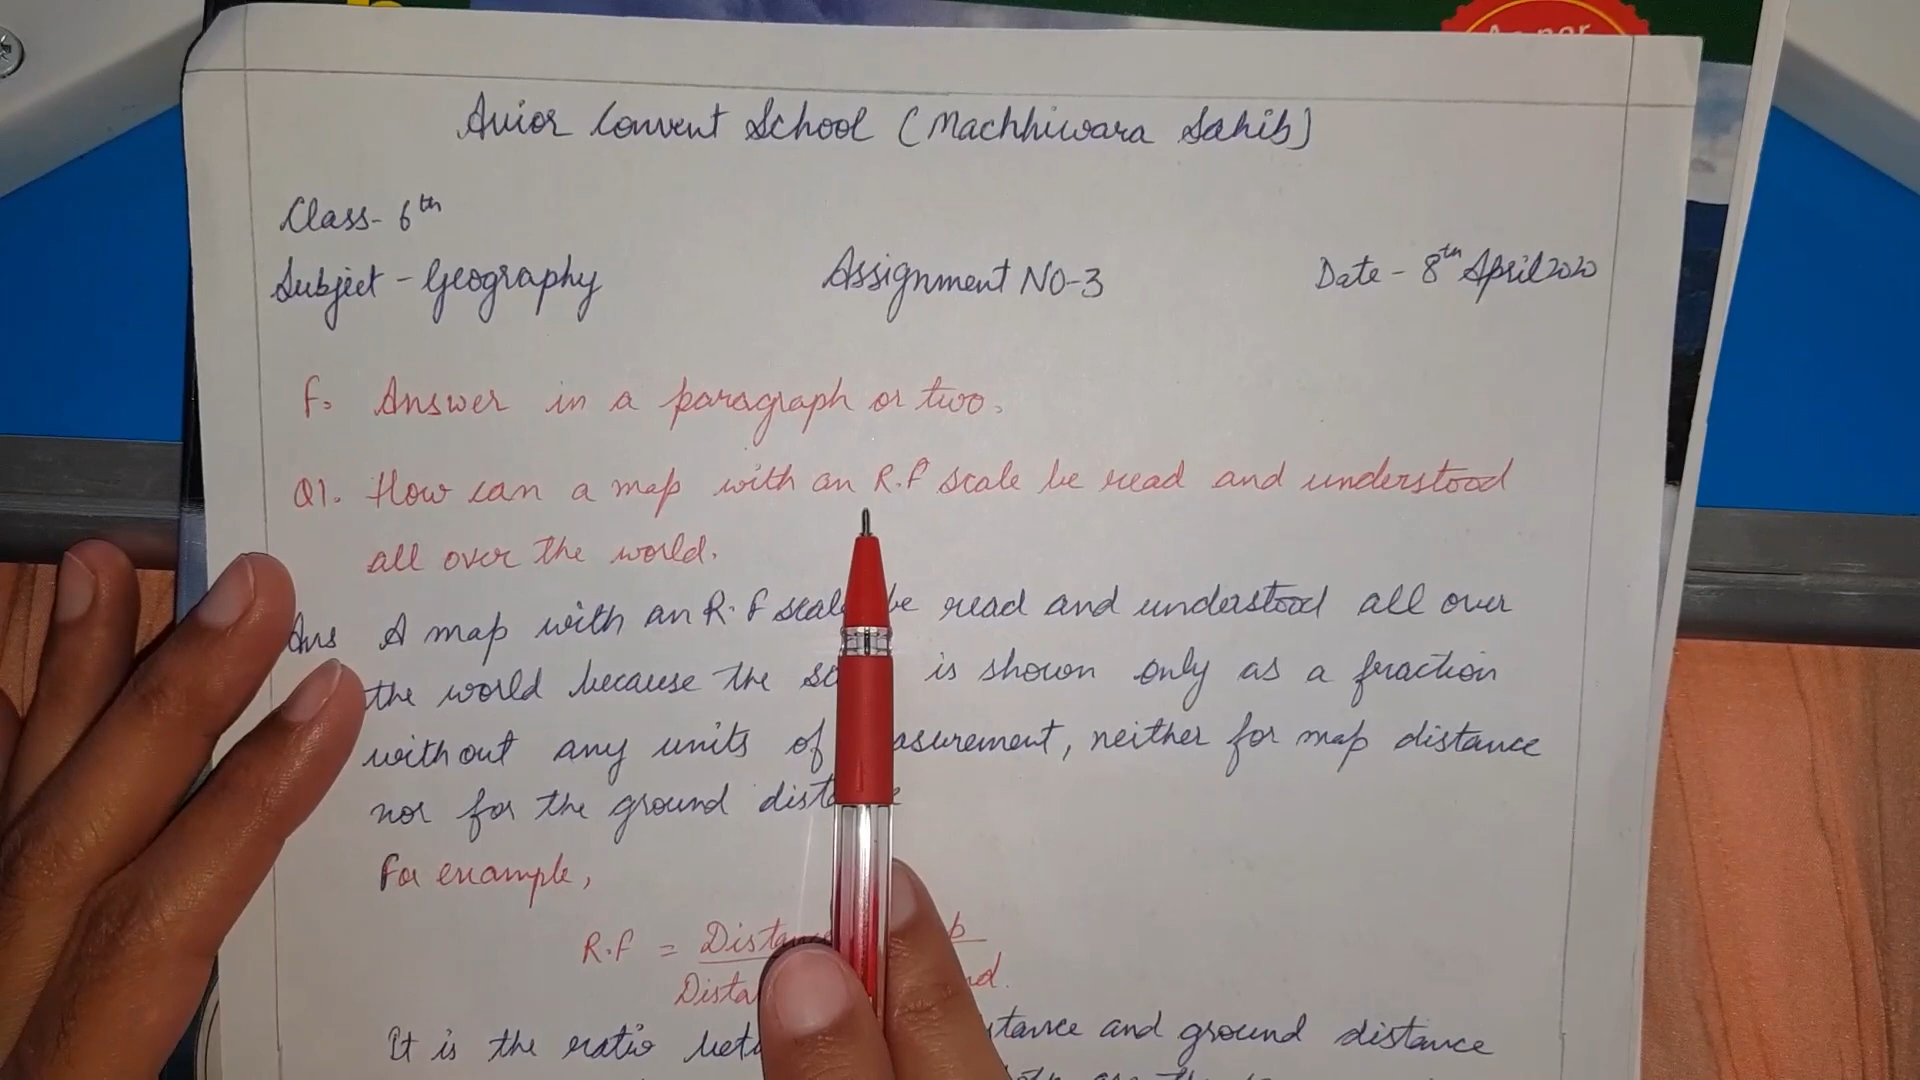 As per
Avior Convent School (Machhiwara Sahib)
Class- 6th
Subject - Geography Assignment NO-3 Date - 8th April 2020
F. Answer in a paragraph or two.
Q1. How can a map with an R.F scale be read and understood
all over the world.
Ans A map with an R.F scale be read and understood all over
the world because the is shown only as a fraction
without any units of neither for map distance
nor for the ground
For example,
R.F =
It is the ratio and ground distance